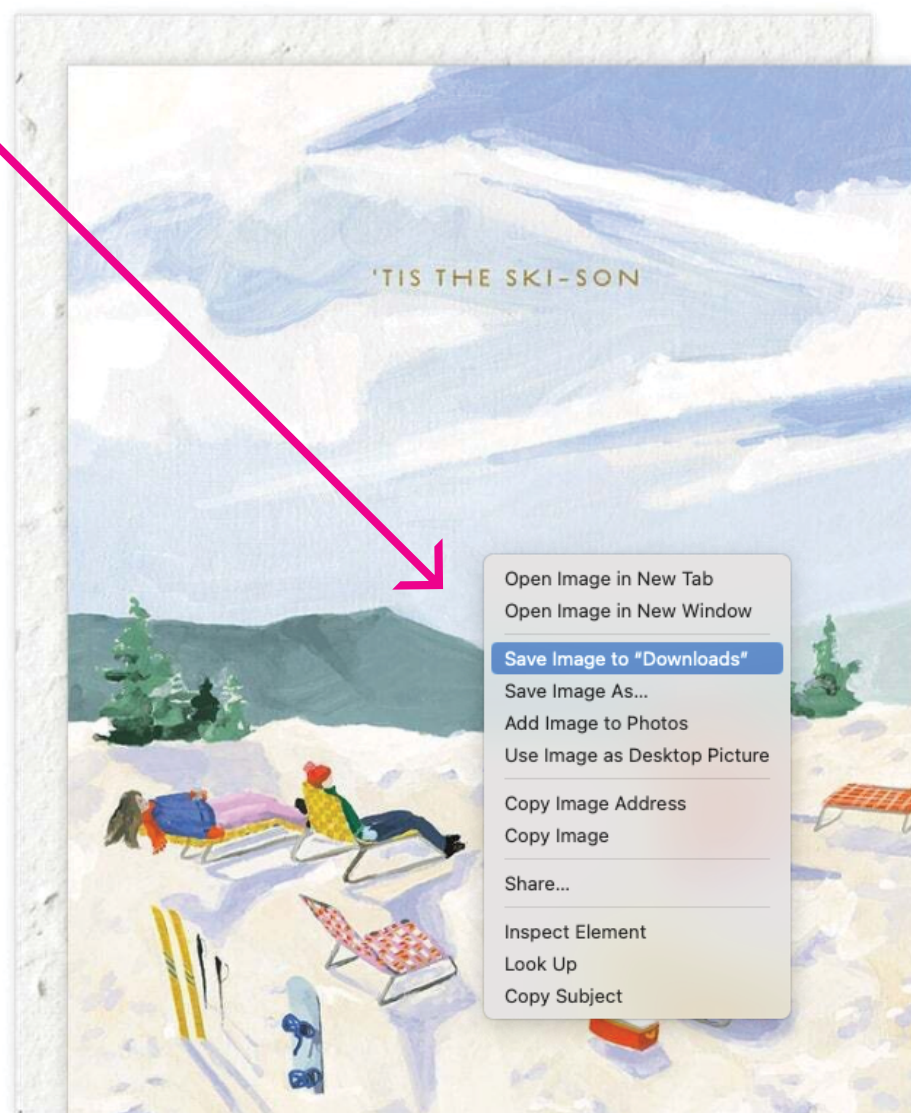 'TIS THE SKI-SON
Open Image in New Tab
Open Image in New Window
Save Image to "Downloads"
Save Image As...
Add Image to Photos
Use Image as Desktop Picture
Copy Image Address
Copy Image
Share...
Inspect Element
Look Up
Copy Subject